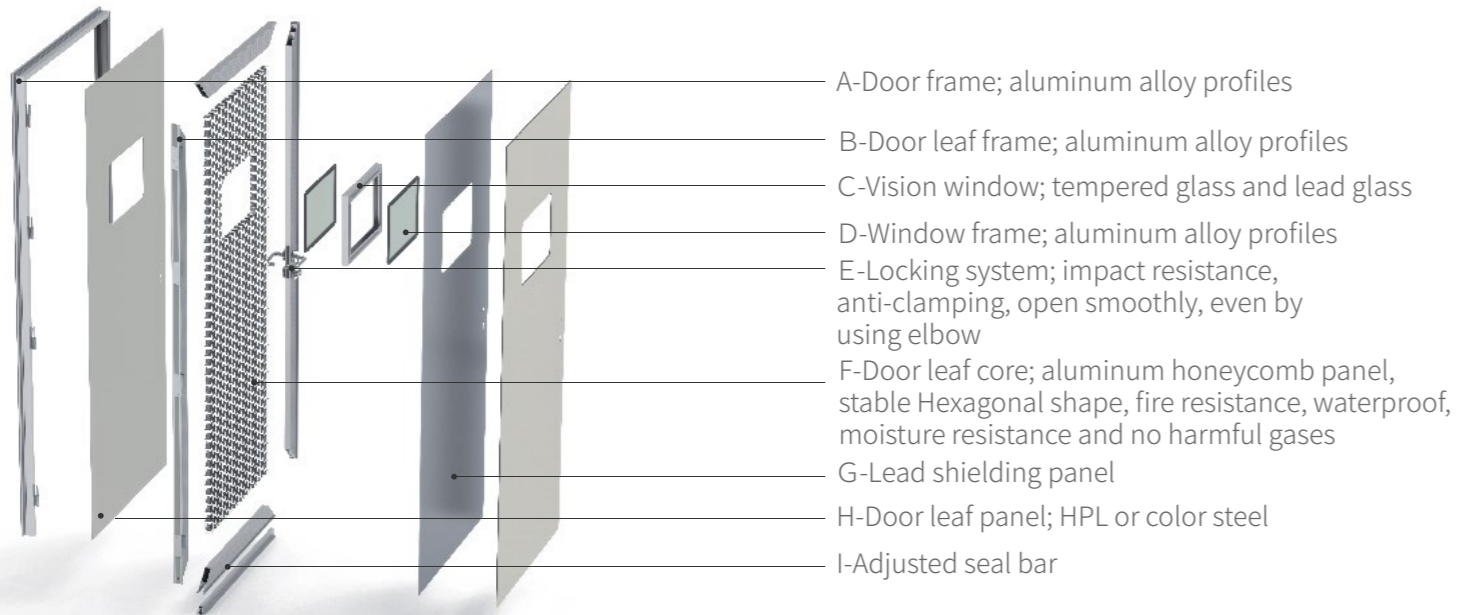 A-Door frame; aluminum alloy profiles
B-Door leaf frame; aluminum alloy profiles
C-Vision window; tempered glass and lead glass
D-Window frame; aluminum alloy profiles
E-Locking system; impact resistance,
anti-clamping, open smoothly, even by
using elbow
F-Door leaf core; aluminum honeycomb panel,
stable Hexagonal shape, fire resistance, waterproof,
moisture resistance and no harmful gases
G-Lead shielding panel
H-Door leaf panel; HPL or color steel
I-Adjusted seal bar